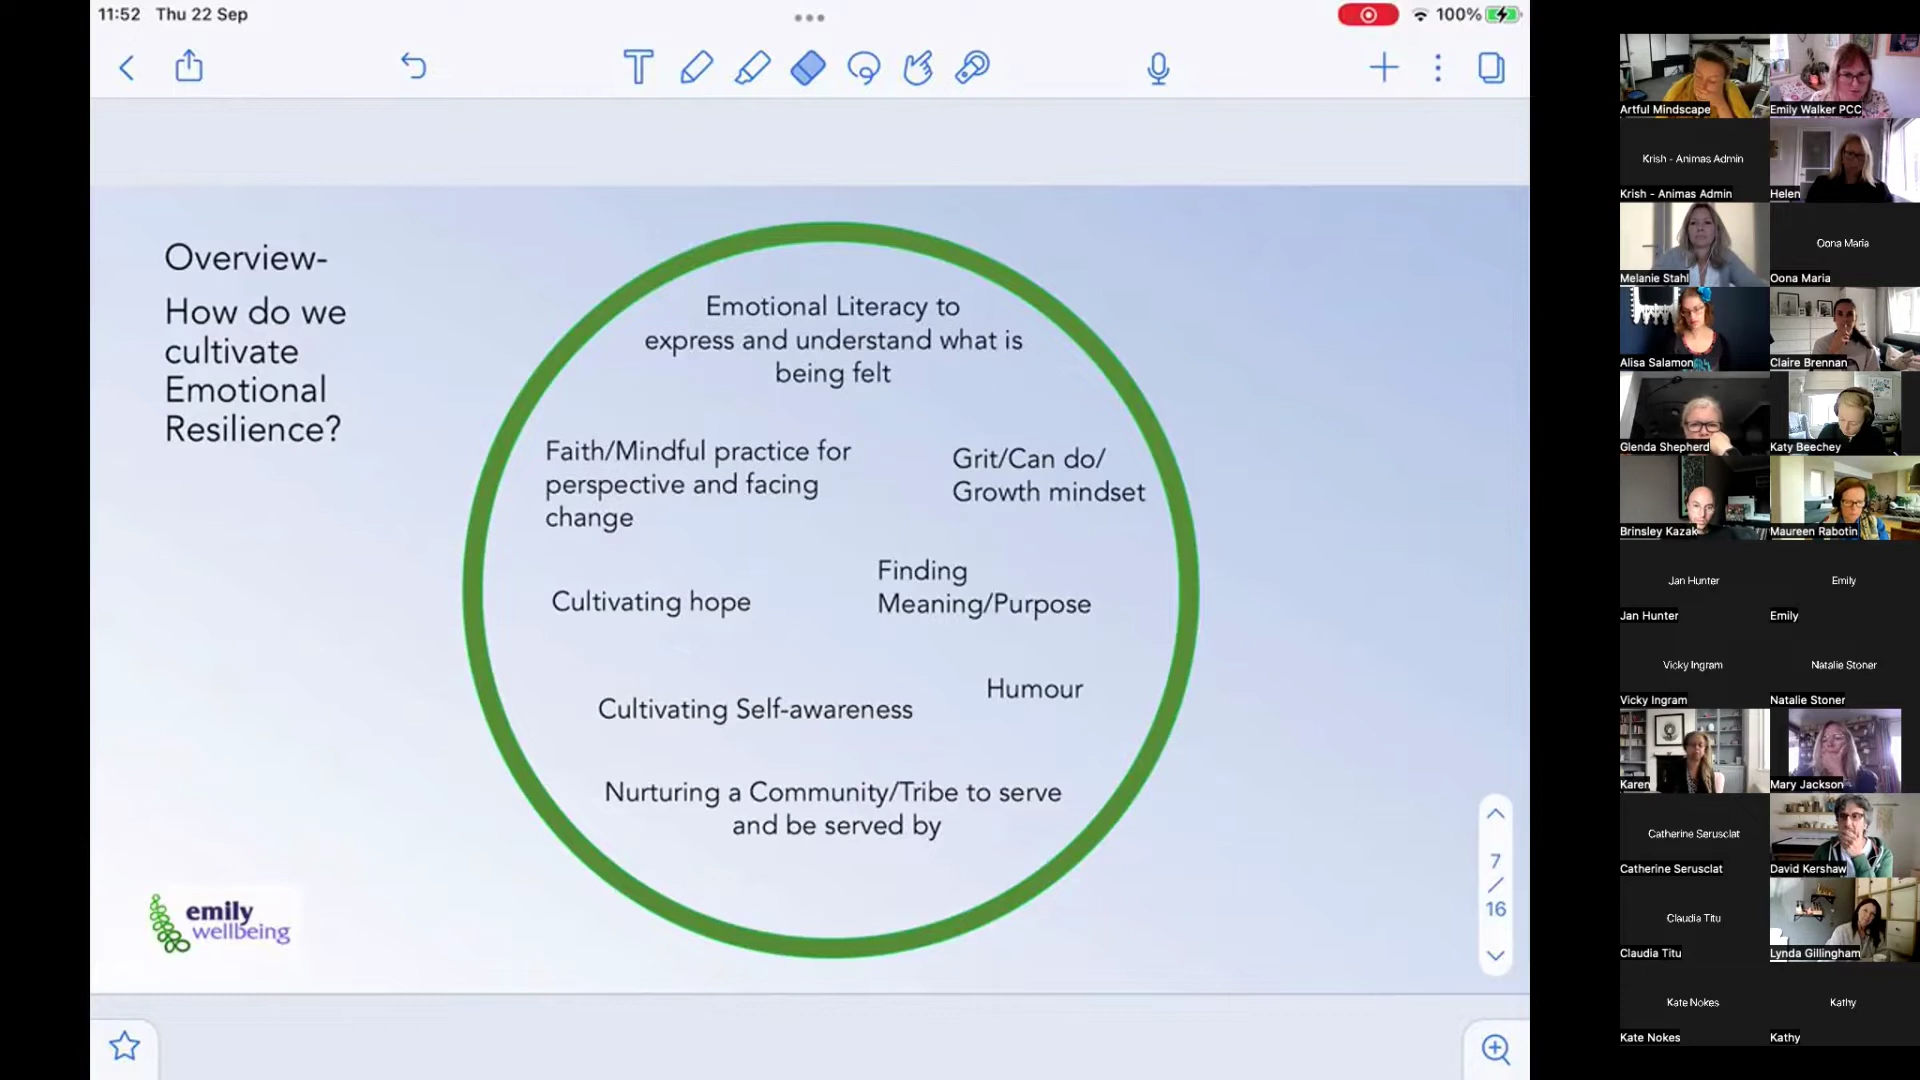 11:52 Thu 22 Sep
100%
Overview-
How do we
cultivate
Emotional
Resilience?
Emotional Literacy to
express and understand what is
being felt
Faith/Mindful practice for
perspective and facing
change
Grit/Can do/
Growth mindset
Cultivating hope
Finding
Meaning/Purpose
Cultivating Self-awareness
Humour
Nurturing a Community/Tribe to serve
and be served by
emily
wellbeing
7
/
16
Artful Mindscape
Emily Walker PCC
Krish - Animas Admin
Krish - Animas Admin
Helen
Melanie Stahl
Oona Maria
Oona Maria
Alisa Salamon
Claire Brennan
Glenda Shepherd
Katy Beechey
Brinsley Kazak
Maureen Rabotin
Jan Hunter
Jan Hunter
Emily
Emily
Vicky Ingram
Vicky Ingram
Natalie Stoner
Natalie Stoner
Karen
Mary Jackson
Catherine Serusclat
Catherine Serusclat
David Kershaw
Claudia Titu
Claudia Titu
Lynda Gillingham
Kate Nokes
Kate Nokes
Kathy
Kathy